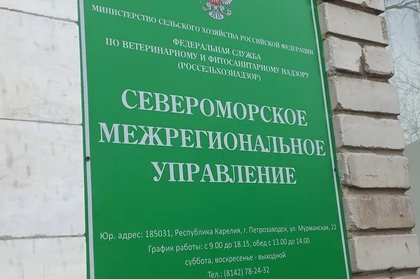 МИНИСТЕРСТВО СЕЛЬСКОГО ХОЗЯЙСТВА РОССИЙСКОЙ ФЕДЕРАЦИИ
ФЕДЕРАЛЬНАЯ СЛУЖБА
ПО ВЕТЕРИНАРНОМУ И ФИТОСАНИТАРНОМУ НАДЗОРУ
(РОССЕЛЬХОЗНАДЗОР)
СЕВЕРОМОРСКОЕ
МЕЖРЕГИОНАЛЬНОЕ
УПРАВЛЕНИЕ
Юр. адрес: 185031, Республика Карелия, г. Петрозаводск, ул. Мурманская, 22
График работы: с 9.00 до 18.15, обед с 13.00 до 14.00
суббота, воскресенье - выходной
Тел.: (8142) 78-24-32